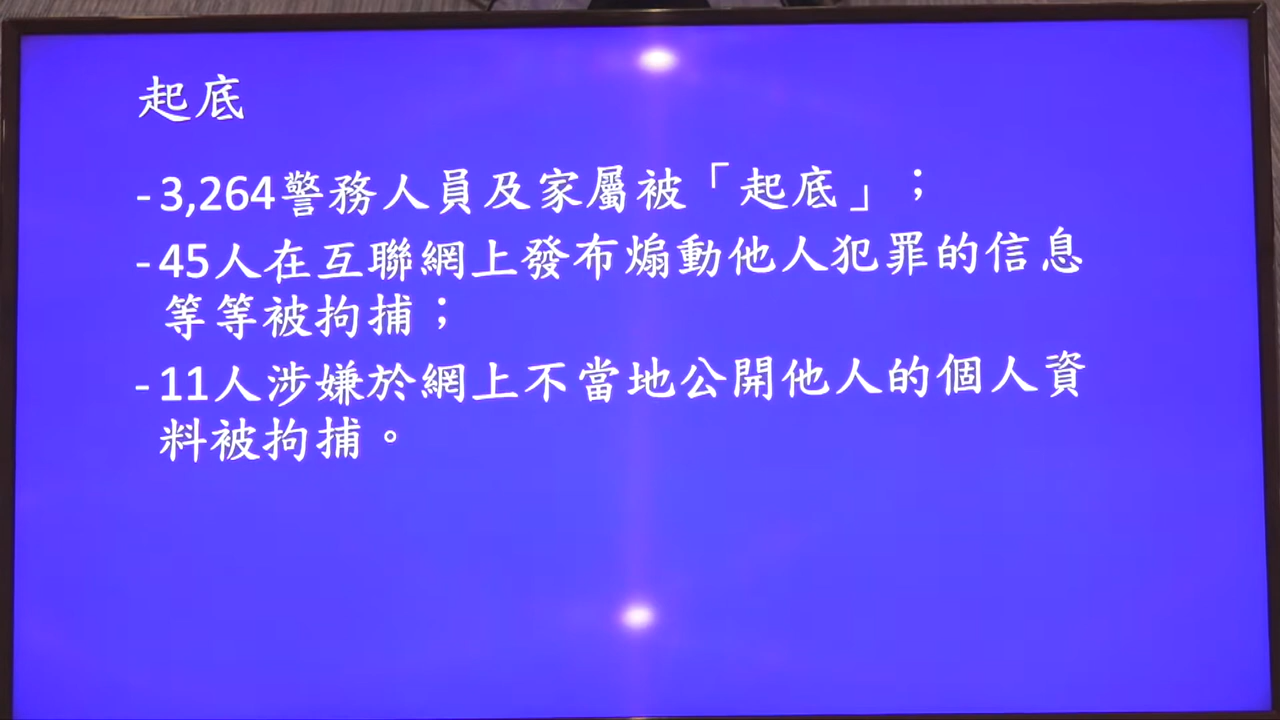 起底
-3,264警務人員及家屬被「起底」；
-45人在互聯網上發布煽動他人犯罪的信息
等等被拘捕；
-11人涉嫌於網上不當地公開他人的個人資
料被拘捕。